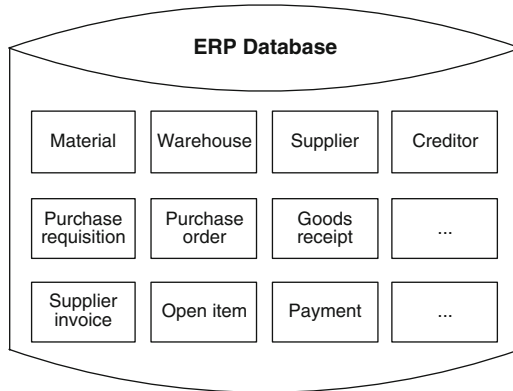 ERP Database
Material
Warehouse
Supplier
Creditor
Purchase
requisition
Purchase
order
Goods
receipt
...
Supplier
invoice
Open item
Payment
...